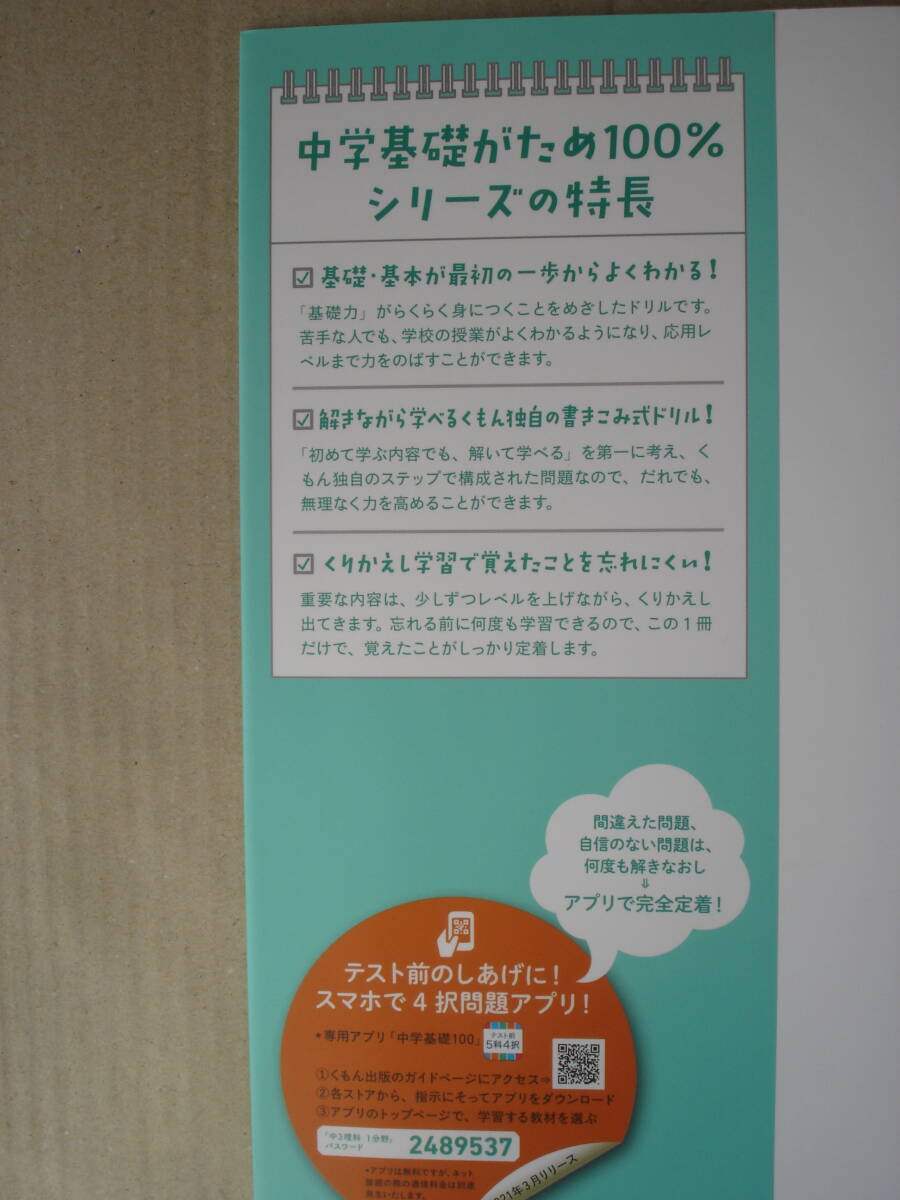 中学基礎がため100%
シリーズの特長
基礎・基本が最初の一歩からよくわかる!
「基礎力」がらくらく身につくことをめざしたドリルです。
苦手な人でも、学校の授業がよくわかるようになり、応用レ
ベルまで力をのばすことができます。
解きながら学べるくもん独自の書きこみ式ドリル!
「初めて学ぶ内容でも、解いて学べる」を第一に考え、く
もん独自のステップで構成された問題なので、だれでも、
無理なく力を高めることができます。
くりかえし学習で覚えたことを忘れにくい!
重要な内容は、少しずつレベルを上げながら、くりかえし
出てきます。忘れる前に何度も学習できるので、この1冊
だけで、覚えたことがしっかり定着します。
間違えた問題、
自信のない問題は、
何度も解きなおし
⇓
アプリで完全定着!
テスト前のしあげに!
スマホで4択問題アプリ!
*専用アプリ「中学基礎100」
テスト前
5科4択
①くもん出版のガイドページにアクセス⇒
②各ストアから、指示にそってアプリをダウンロード
③アプリのトップページで、学習する教材を選ぶ
「中3理科 1分野」
パスワード
2489537
*アプリは無料ですが、ネット
接続の際の通信料金は別途
発生いたします。
021年3月リリース